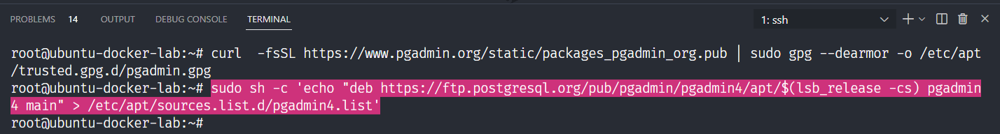 PROBLEMS 14 OUTPUT DEBUG CONSOLE TERMINAL 1: ssh
root@ubuntu-docker-lab:~# curl  -fsSL https://www.pgadmin.org/static/packages_pgadmin_org.pub | sudo gpg --dearmor -o /etc/apt
/trusted.gpg.d/pgadmin.gpg
root@ubuntu-docker-lab:~# sudo sh -c 'echo "deb https://ftp.postgresql.org/pub/pgadmin/pgadmin4/apt/$(lsb_release -cs) pgadmin
4 main" > /etc/apt/sources.list.d/pgadmin4.list'
root@ubuntu-docker-lab:~#